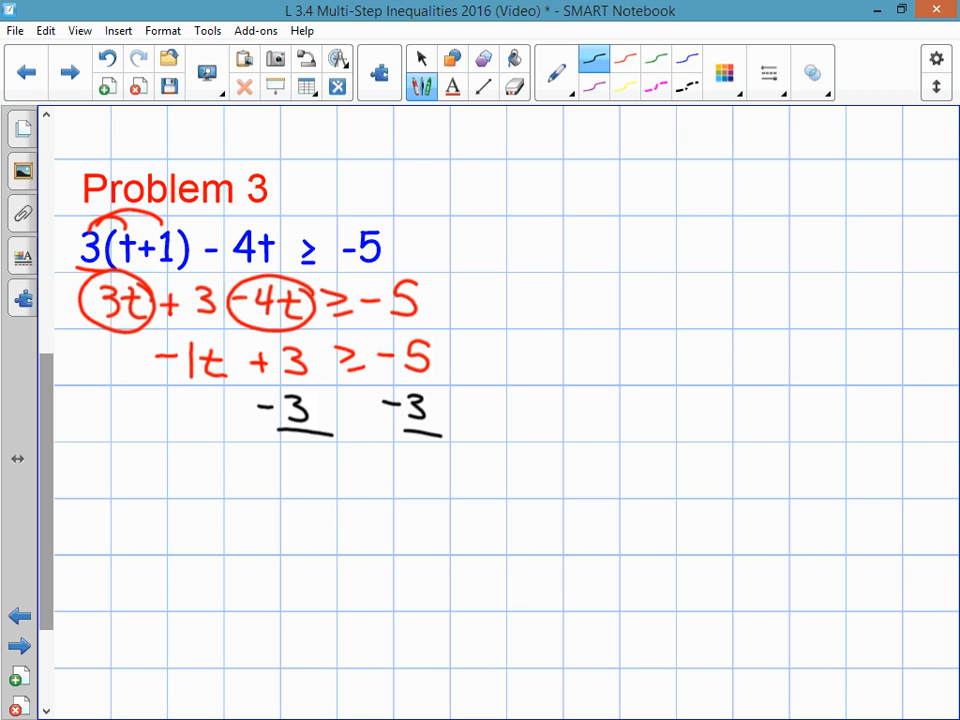 L 3.4 Multi-Step Inequalities 2016 (Video) * - SMART Notebook
File Edit View Insert Format Tools Add-ons Help
Problem 3
3(t+1) - 4t ≥ -5
3t + 3 -4t ≥ -5
-1t + 3 ≥ -5
-3 -3